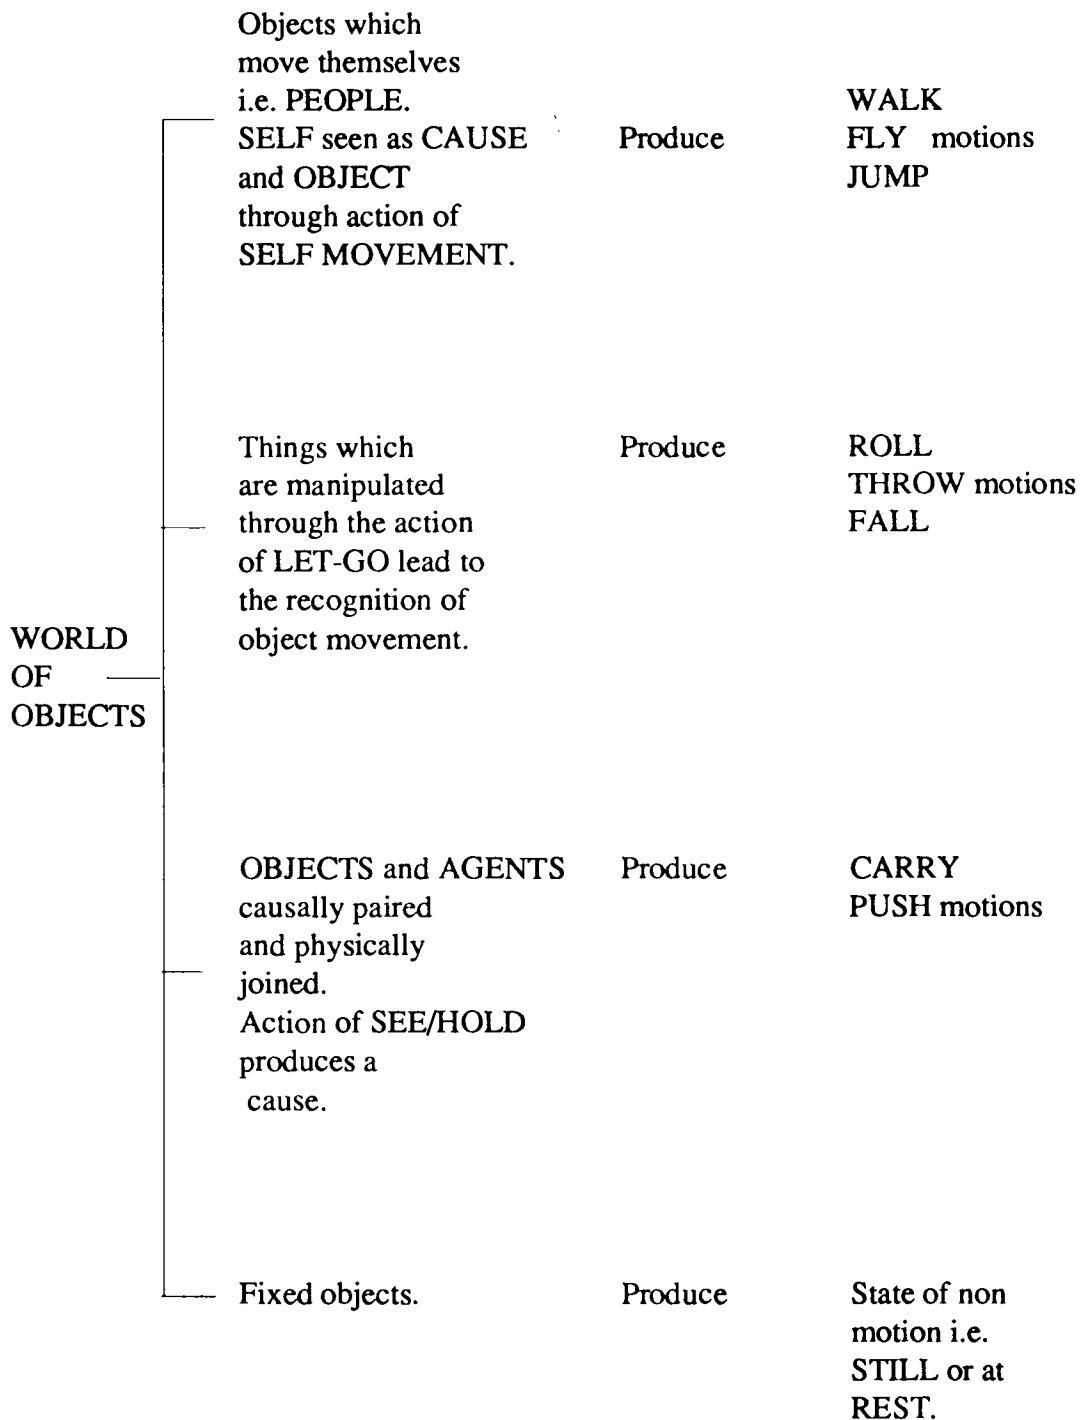 Objects which
move themselves
i.e. PEOPLE.
SELF seen as CAUSE
and OBJECT
through action of
SELF MOVEMENT.
Produce
WALK
FLY motions
JUMP
Things which
are manipulated
through the action
of LET-GO lead to
the recognition of
object movement.
Produce
ROLL
THROW motions
FALL
WORLD
OF
OBJECTS
OBJECTS and AGENTS
causally paired
and physically
joined.
Action of SEE/HOLD
produces a
cause.
Produce
CARRY
PUSH motions
Fixed objects.
Produce
State of non
motion i.e.
STILL or at
REST.